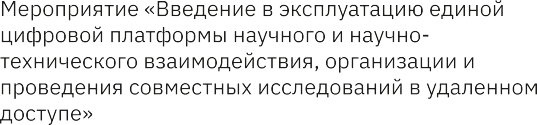 Мероприятие «Введение в эксплуатацию единой
цифровой платформы научного и научно-
технического взаимодействия, организации и
проведения совместных исследований в удаленном
доступе»